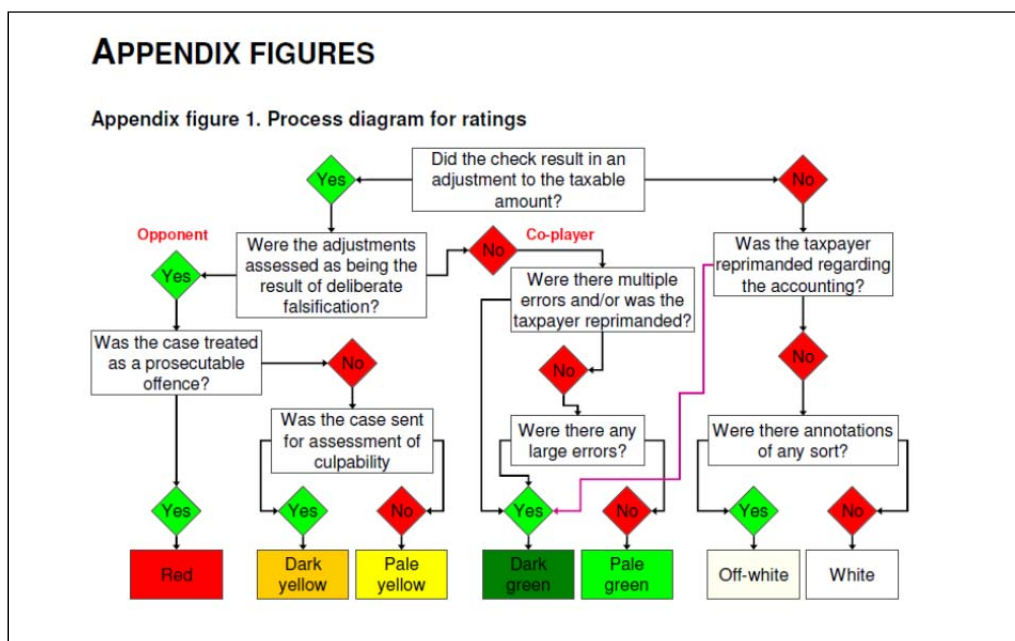 APPENDIX FIGURES
Appendix figure 1. Process diagram for ratings
Did the check result in an
adjustment to the taxable
amount?
Yes
No
Opponent
Co-player
Yes
Were the adjustments
assessed as being the
result of deliberate
falsification?
No
Was the taxpayer
reprimanded regarding
the accounting?
Were there multiple
errors and/or was the
taxpayer reprimanded?
Was the case treated
as a prosecutable
offence?
No
No
No
Was the case sent
for assessment of
culpability
Were there any
large errors?
Were there annotations
of any sort?
Yes
Yes
No
Yes
No
Yes
No
Red
Dark
yellow
Pale
yellow
Dark
green
Pale
green
Off-white
White